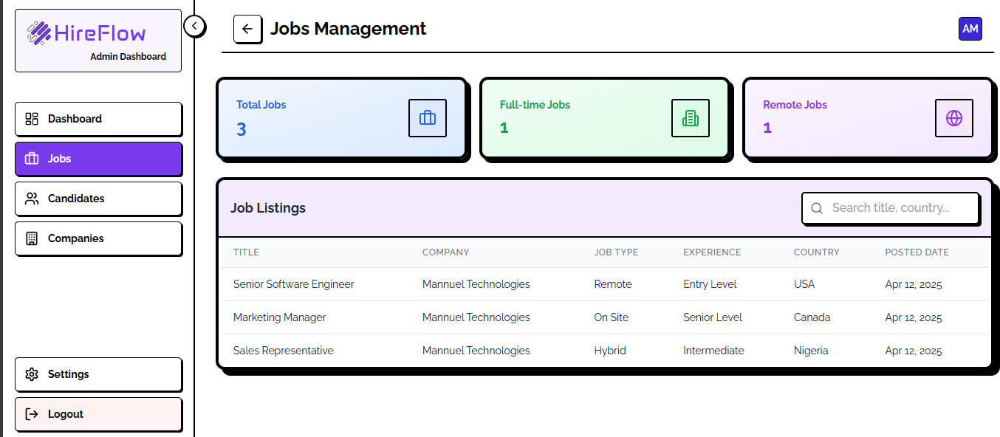 HireFlow
Admin Dashboard
Dashboard
Jobs
Candidates
Companies
Settings
Logout
Jobs Management
AM
Total Jobs
3
Full-time Jobs
1
Remote Jobs
1
Job Listings
Search title, country...
TITLE COMPANY JOB TYPE EXPERIENCE COUNTRY POSTED DATE
Senior Software Engineer Mannuel Technologies Remote Entry Level USA Apr 12, 2025
Marketing Manager Mannuel Technologies On Site Senior Level Canada Apr 12, 2025
Sales Representative Mannuel Technologies Hybrid Intermediate Nigeria Apr 12, 2025